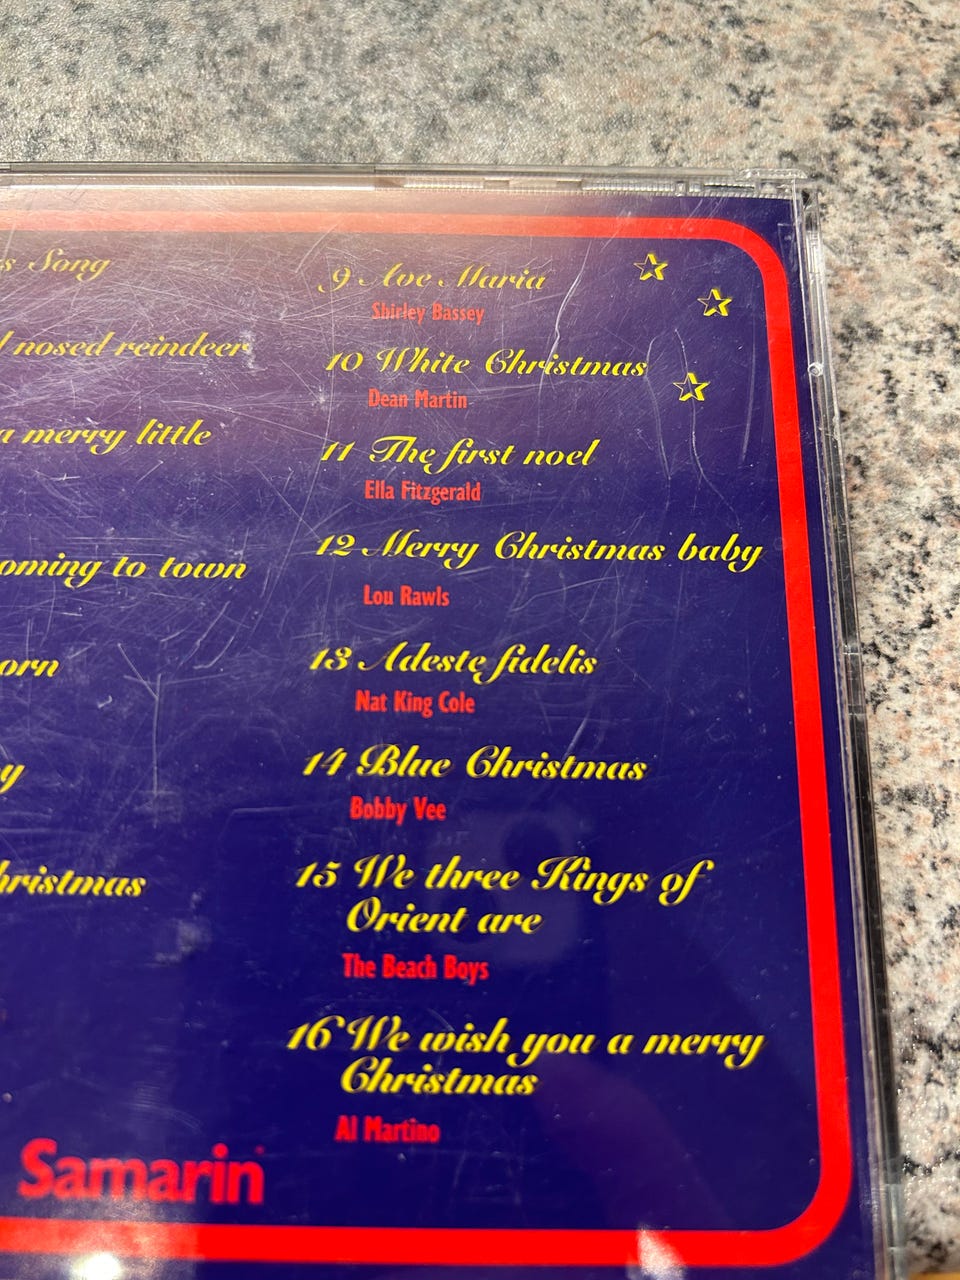 s Song
nosed reindeer
a merry little
oming to town
orn
y
hristmas
9 Ave Maria
Shirley Bassey
10 White Christmas
Dean Martin
11 The first noel
Ella Fitzgerald
12 Merry Christmas baby
Lou Rawls
13 Adeste fidelis
Nat King Cole
14 Blue Christmas
Bobby Vee
15 We three Kings of
Orient are
The Beach Boys
16 We wish you a merry
Christmas
Al Martino
Samarin